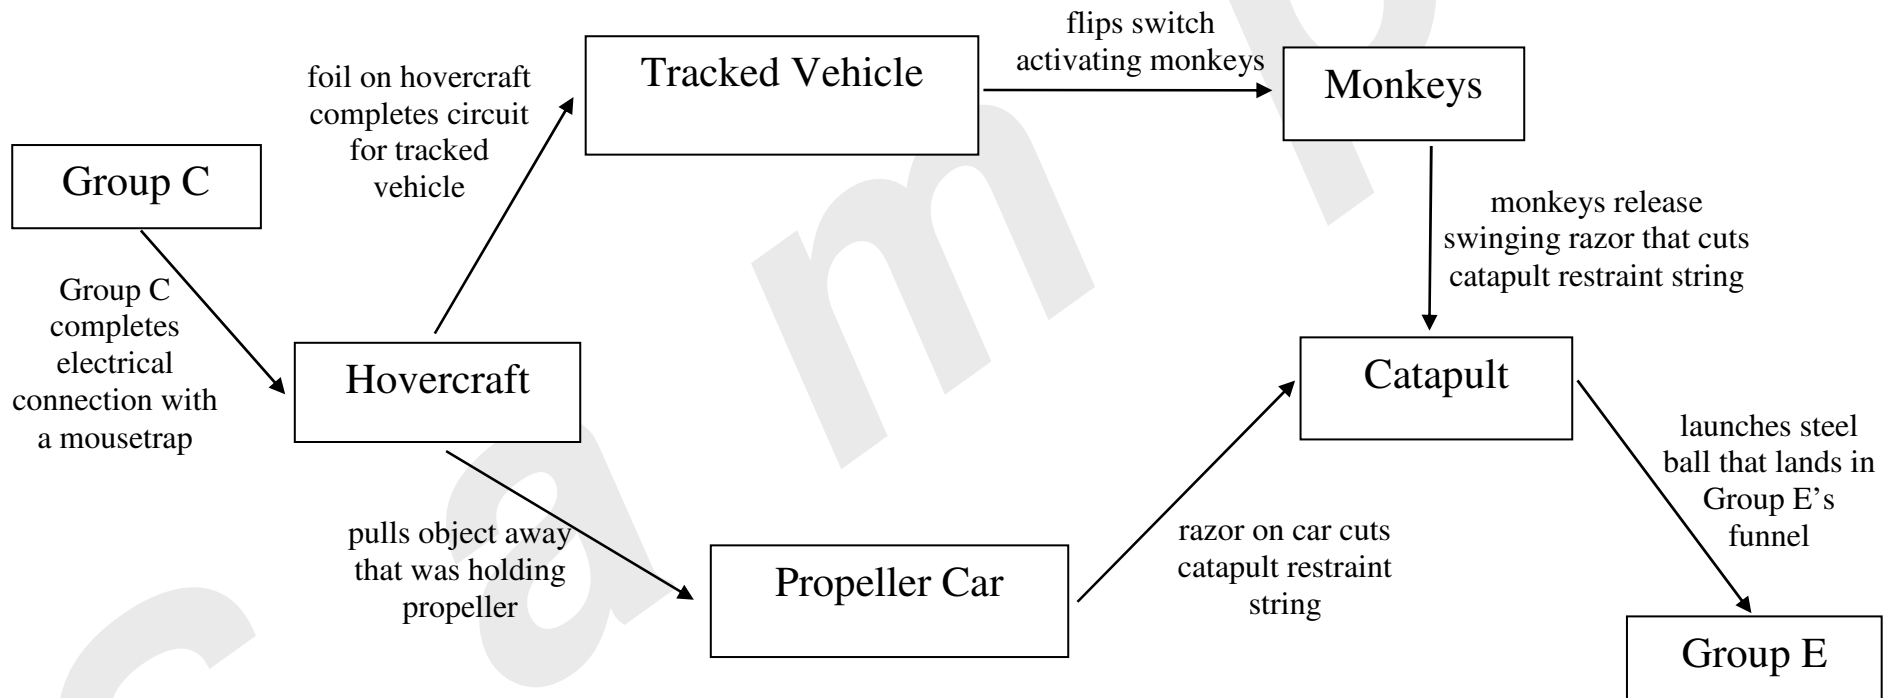 flips switch
activating monkeys
Tracked Vehicle
Monkeys
foil on hovercraft
completes circuit
for tracked
vehicle
Group C
monkeys release
swinging razor that cuts
catapult restraint string
Group C
completes
electrical
connection with
a mousetrap
Hovercraft
Catapult
launches steel
ball that lands in
Group E’s
funnel
pulls object away
that was holding
propeller
razor on car cuts
catapult restraint
string
Propeller Car
Group E